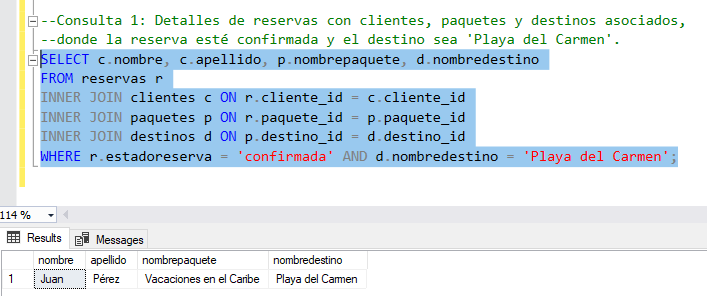 --Consulta 1: Detalles de reservas con clientes, paquetes y destinos asociados,
--donde la reserva esté confirmada y el destino sea 'Playa del Carmen'.
SELECT c.nombre, c.apellido, p.nombrepaquete, d.nombredestino
FROM reservas r
INNER JOIN clientes c ON r.cliente_id = c.cliente_id
INNER JOIN paquetes p ON r.paquete_id = p.paquete_id
INNER JOIN destinos d ON p.destino_id = d.destino_id
WHERE r.estadoreserva = 'confirmada' AND d.nombredestino = 'Playa del Carmen';
114 %
Results Messages
nombre apellido nombrepaquete nombredestino
1 Juan Pérez Vacaciones en el Caribe Playa del Carmen